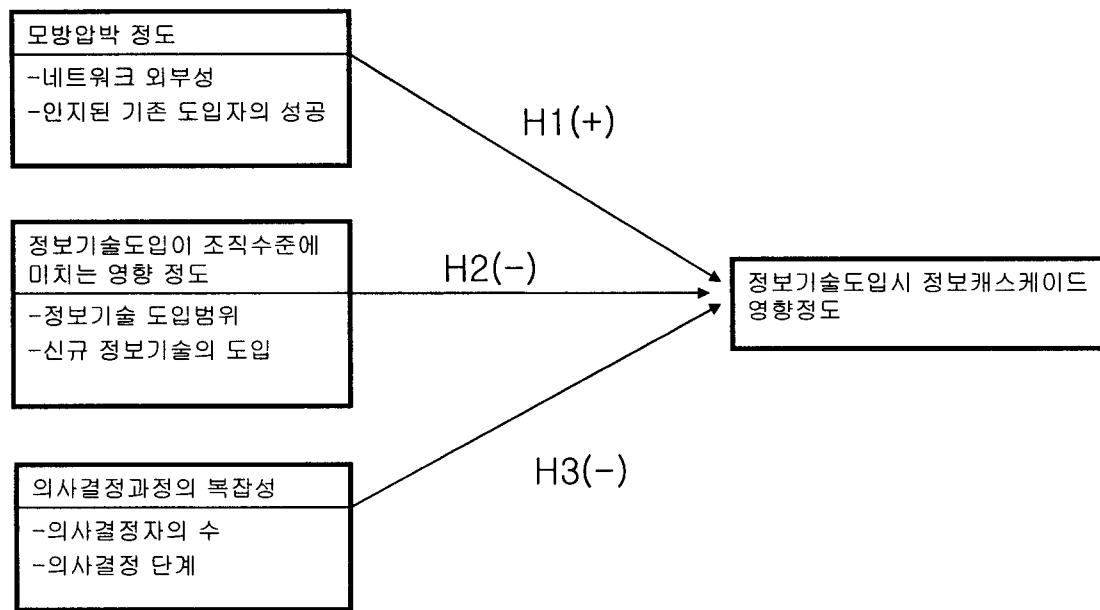 모방압박 정도
-네트워크 외부성
-인지된 기존 도입자의 성공
H1(+)
정보기술도입이 조직수준에
미치는 영향 정도
-정보기술 도입범위
-신규 정보기술의 도입
H2(-)
정보기술도입시 정보캐스케이드
영향정도
의사결정과정의 복잡성
-의사결정자의 수
-의사결정 단계
H3(-)